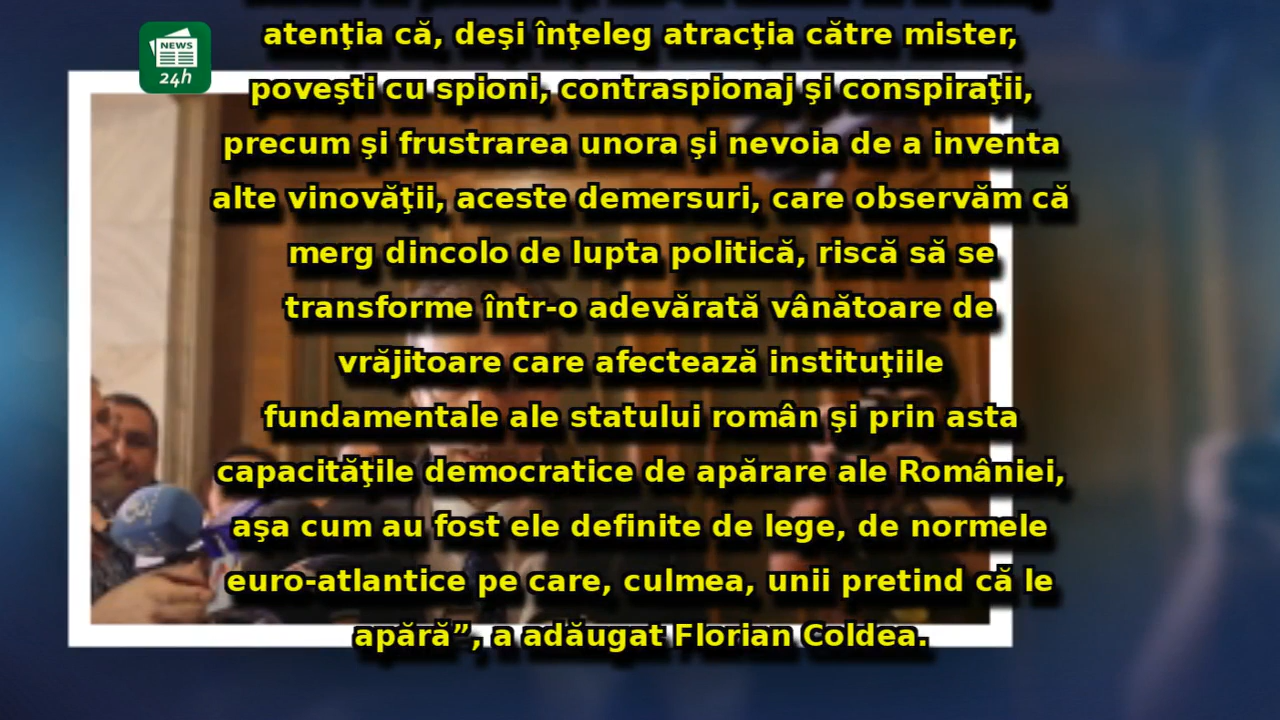 NEWS
24h
atenţia că, deşi înţeleg atracţia către mister,
poveşti cu spioni, contraspionaj şi conspiraţii,
precum şi frustrarea unora şi nevoia de a inventa
alte vinovăţii, aceste demersuri, care observăm că
merg dincolo de lupta politică, riscă să se
transforme într-o adevărată vânătoare de
vrăjitoare care afectează instituţiile
fundamentale ale statului român şi prin asta
capacităţile democratice de apărare ale României,
aşa cum au fost ele definite de lege, de normele
euro-atlantice pe care, culmea, unii pretind că le
apără”, a adăugat Florian Coldea.